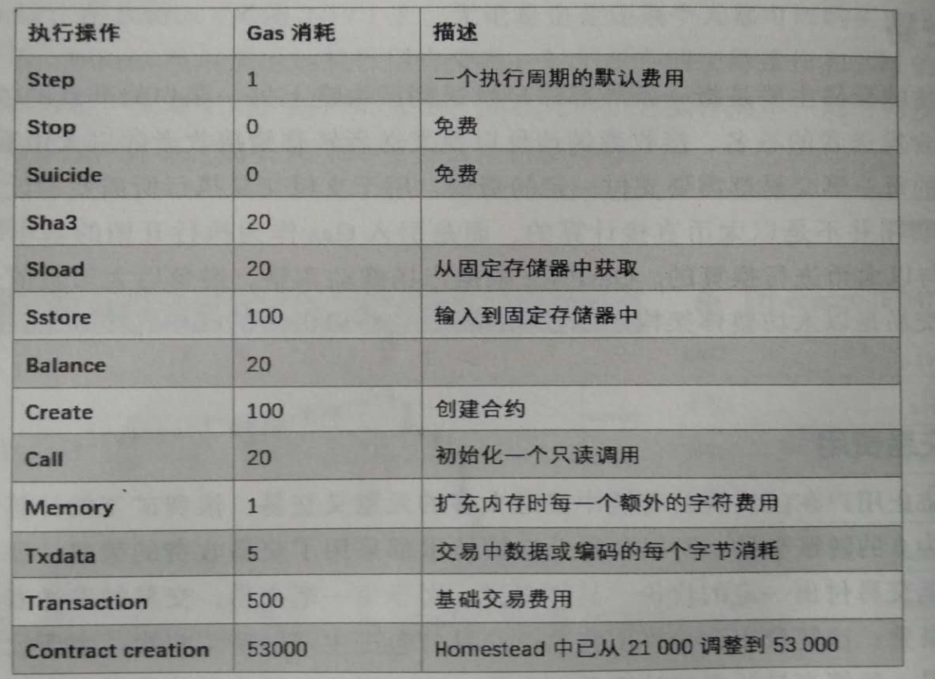 执行操作 Gas 消耗 描述
Step 1 一个执行周期的默认费用
Stop 0 免费
Suicide 0 免费
Sha3 20
Sload 20 从固定存储器中获取
Sstore 100 输入到固定存储器中
Balance 20
Create 100 创建合约
Call 20 初始化一个只读调用
Memory 1 扩充内存时每一个额外的字符费用
Txdata 5 交易中数据或编码的每个字节消耗
Transaction 500 基础交易费用
Contract creation 53000 Homestead 中已从 21 000 调整到 53 000